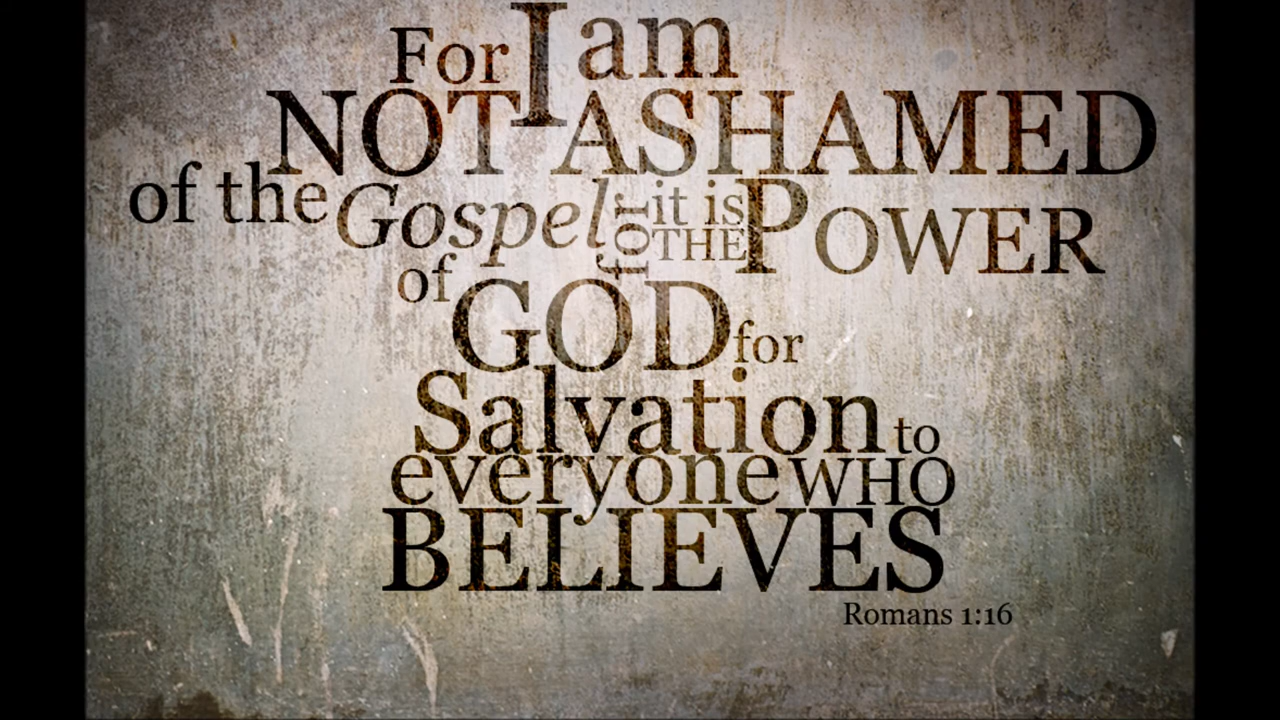 For I am
NOT ASHAMED
of the Gospel for it is THE POWER
of GOD for
Salvation to
everyone WHO
BELIEVES
Romans 1:16